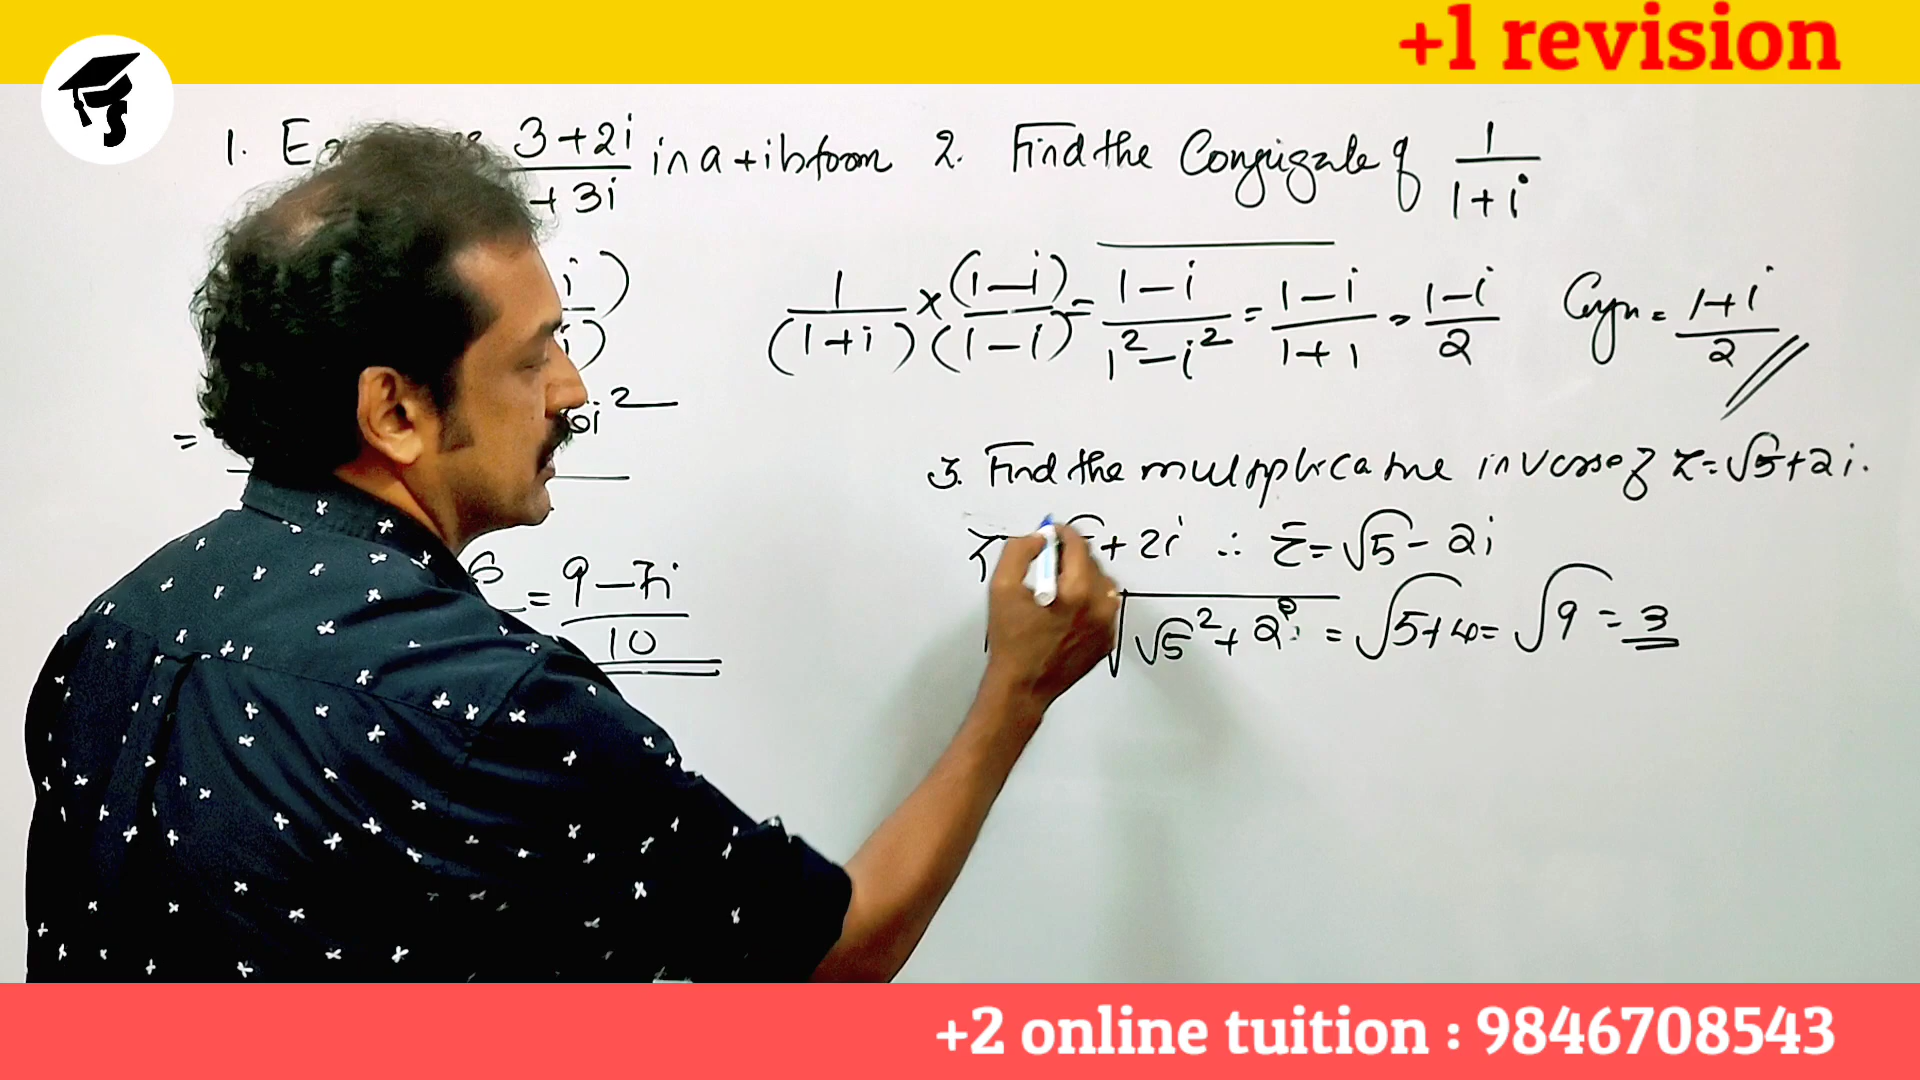 +1 revision
1. 3+2i / + 3i in a+ib form
i )
i )
= i²
= 9-7i / 10
2. Find the Conjugate of 1 / 1+i
1 / (1+i) × (1-i) / (1-i) = 1-i / 1²-i² = 1-i / 1+1 = 1-i / 2 Conju = 1+i / 2
3. Find the multiplicative inverse of z=√5+2i.
+ 2i ∴ z̄=√5-2i
√√5²+2² = √5+4 = √9 = 3
+2 online tuition : 9846708543